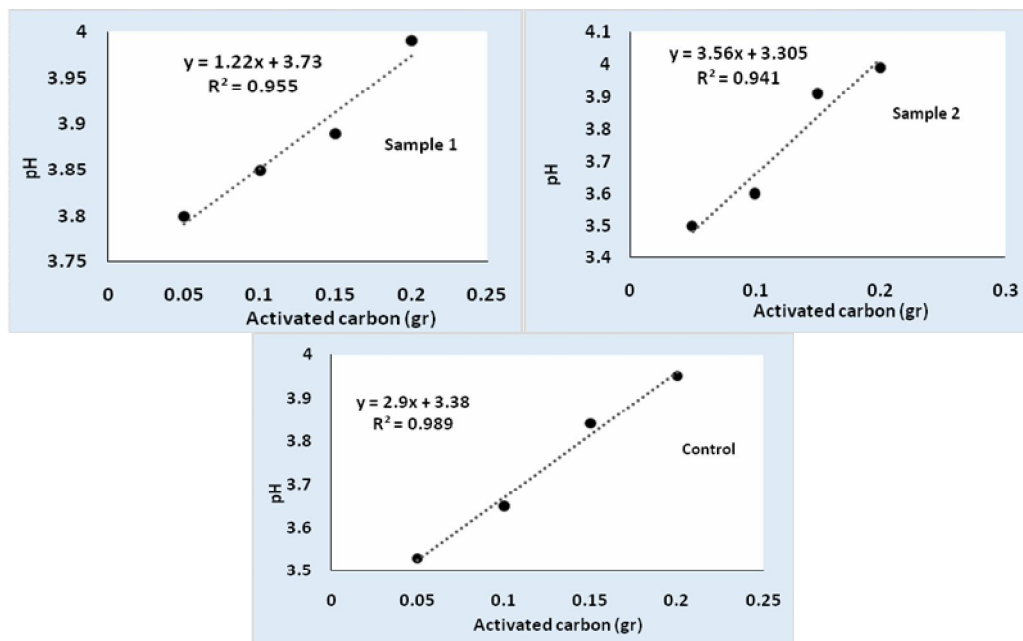 4
3.95
3.9
3.85
3.8
3.75
pH
y = 1.22x + 3.73
R² = 0.955
Sample 1
0 0.05 0.1 0.15 0.2 0.25
Activated carbon (gr)
4.1
4
3.9
3.8
3.7
3.6
3.5
3.4
pH
y = 3.56x + 3.305
R² = 0.941
Sample 2
0 0.1 0.2 0.3
Activated carbon (gr)
4
3.9
3.8
3.7
3.6
3.5
pH
y = 2.9x + 3.38
R² = 0.989
Control
0 0.05 0.1 0.15 0.2 0.25
Activated carbon (gr)